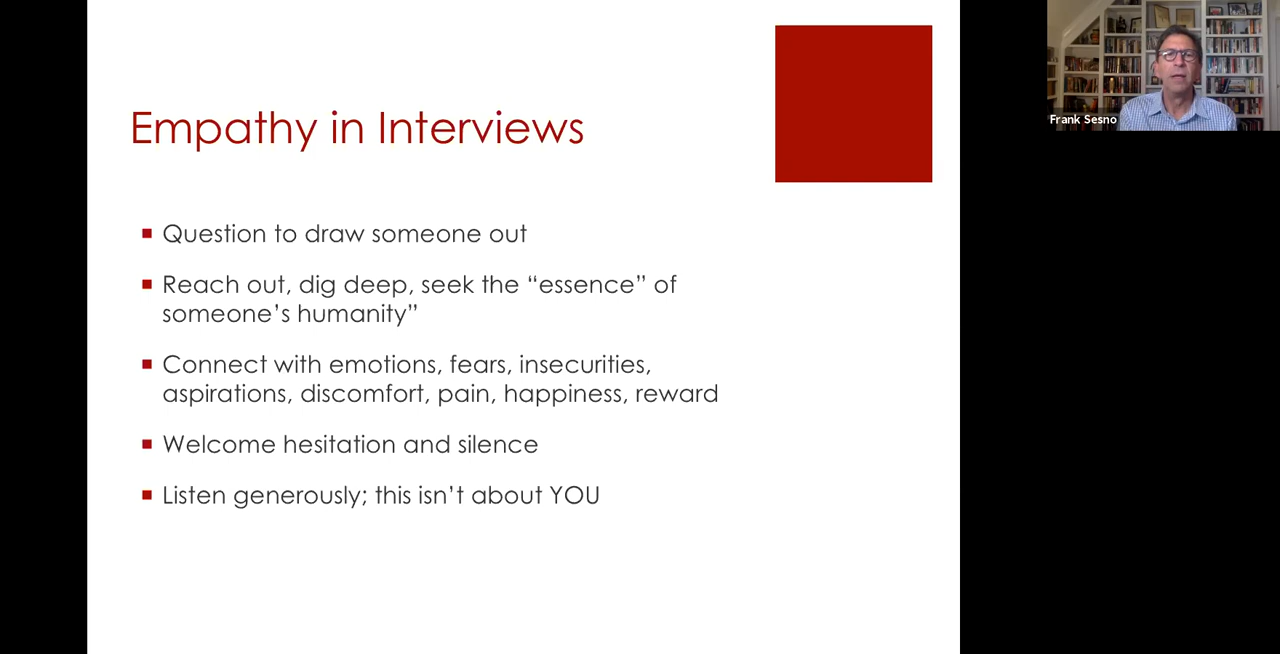 Empathy in Interviews
Question to draw someone out
Reach out, dig deep, seek the “essence” of
someone’s humanity”
Connect with emotions, fears, insecurities,
aspirations, discomfort, pain, happiness, reward
Welcome hesitation and silence
Listen generously; this isn’t about YOU
Frank Sesno